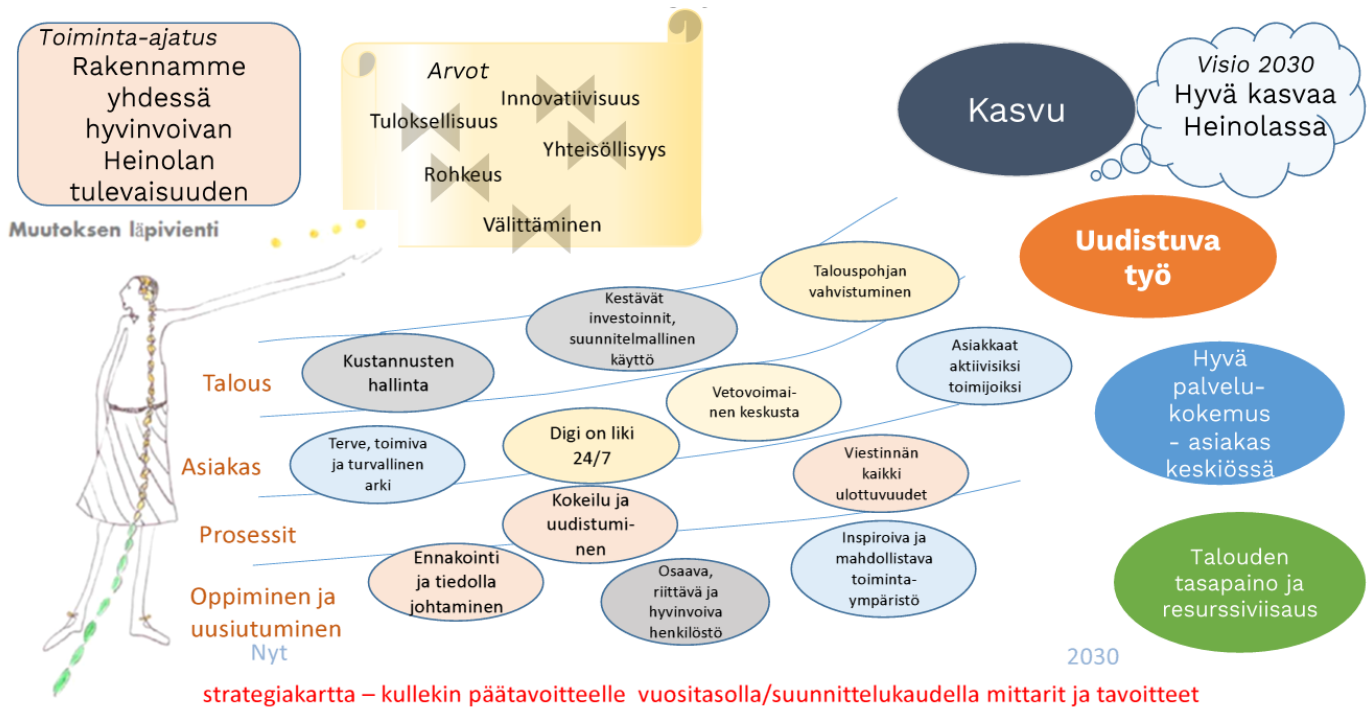 Toiminta-ajatus
Rakennamme
yhdessä
hyvinvoivan
Heinolan
tulevaisuuden
Arvot
Innovatiivisuus
Tuloksellisuus
Yhteisöllisyys
Rohkeus
Välittäminen
Kasvu
Visio 2030
Hyvä kasvaa
Heinolassa
Muutoksen läpivienti
Uudistuva
työ
Talouspohjan
vahvistuminen
Kestävät
investoinnit,
suunnitelmallinen
käyttö
Kustannusten
hallinta
Talous
Asiakkaat
aktiivisiksi
toimijoiksi
Hyvä
palvelu-
kokemus
- asiakas
keskiössä
Vetovoimai-
nen keskusta
Digi on liki
24/7
Terve, toimiva
ja turvallinen
arki
Asiakas
Viestinnän
kaikki
ulottuvuudet
Kokeilu ja
uudistumi-
nen
Prosessit
Ennakointi
ja tiedolla
johtaminen
Osaava,
riittävä ja
hyvinvoiva
henkilöstö
Inspiroiva ja
mahdollistava
toiminta-
ympäristö
Talouden
tasapaino ja
resurssiviisaus
Oppiminen ja
uusiutuminen
Nyt
2030
strategiakartta – kullekin päätavoitteelle vuositasolla/suunnittelukaudella mittarit ja tavoitteet